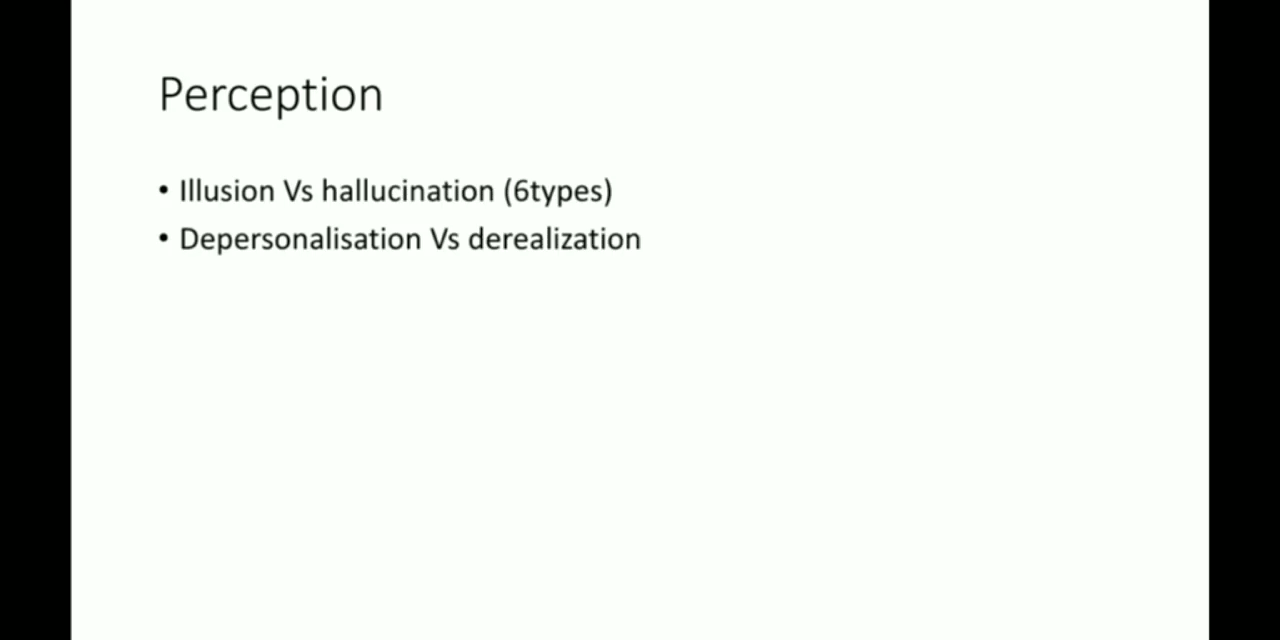 Perception
• Illusion Vs hallucination (6types)
• Depersonalisation Vs derealization